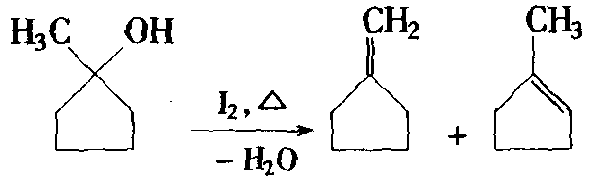 H₃C OH
I₂, △
− H₂O
CH₂
+
CH₃